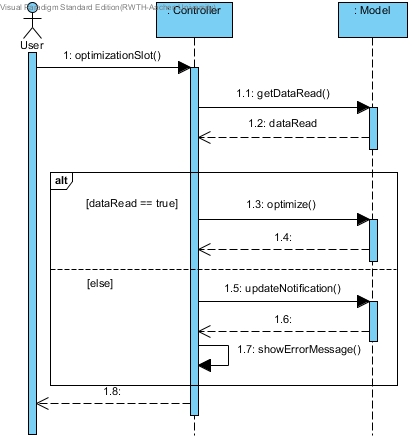 Visual Paradigm Standard Edition(RWTH-Aachen
: Controller
: Model
User
1: optimizationSlot()
1.1: getDataRead()
1.2: dataRead
alt
[dataRead == true]
1.3: optimize()
1.4:
[else]
1.5: updateNotification()
1.6:
1.7: showErrorMessage()
1.8: